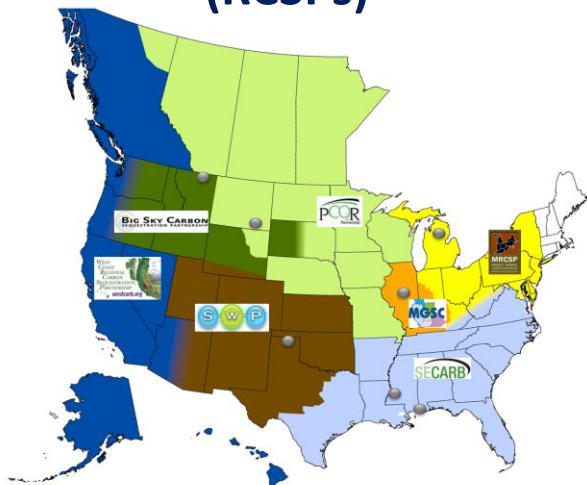 (RCSPs)
PCOR
Partnership
BIG SKY CARBON
SEQUESTRATION PARTNERSHIP
MRCSP
WEST
COAST
REGIONAL
CARBON
SEQUESTRATION
PARTNERSHIP
westcarb.org
SWP
MGSC
SECARB